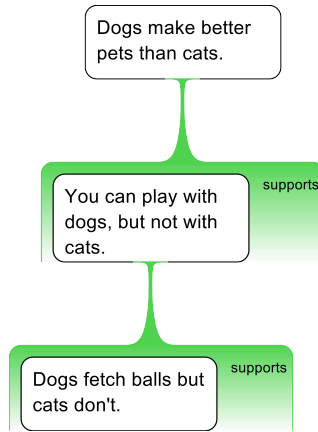 Dogs make better
pets than cats.
supports
You can play with
dogs, but not with
cats.
supports
Dogs fetch balls but
cats don't.